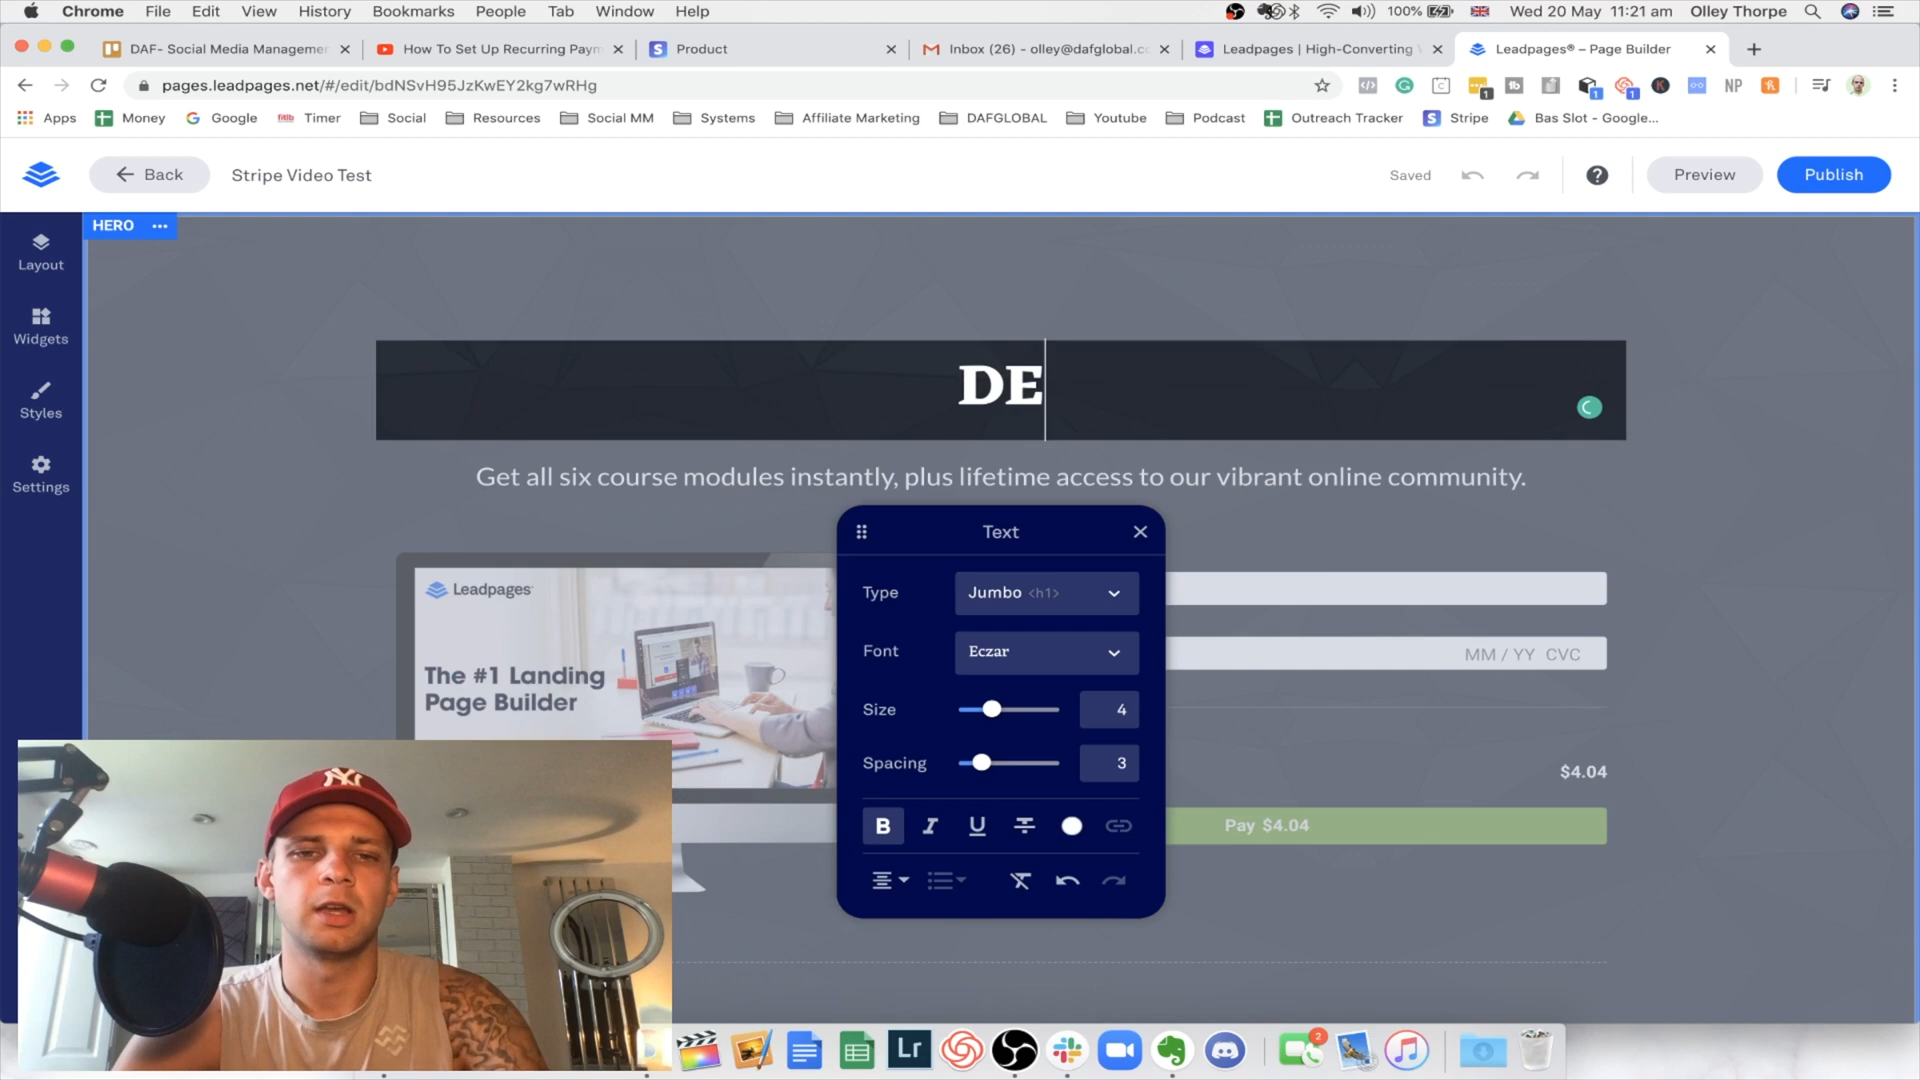 Chrome File Edit View History Bookmarks People Tab Window Help
100% Wed 20 May 11:21 am Olley Thorpe
DAF- Social Media Managemen
How To Set Up Recurring Paym
Product
Inbox (26) - olley@dafglobal.co
Leadpages | High-Converting
Leadpages® – Page Builder
pages.leadpages.net/#/edit/bdNSvH95JzKwEY2kg7wRHg
NP
Apps Money Google Timer Social Resources Social MM Systems Affiliate Marketing DAFGLOBAL Youtube Podcast Outreach Tracker Stripe Bas Slot - Google...
Back Stripe Video Test Saved Preview Publish
HERO
Layout
Widgets
Styles
Settings
DE
Get all six course modules instantly, plus lifetime access to our vibrant online community.
Leadpages
The #1 Landing
Page Builder
Text
Type Jumbo <h1>
Font Eczar
Size 4
Spacing 3
B I U
MM / YY CVC
$4.04
Pay $4.04
NY
Lr
2